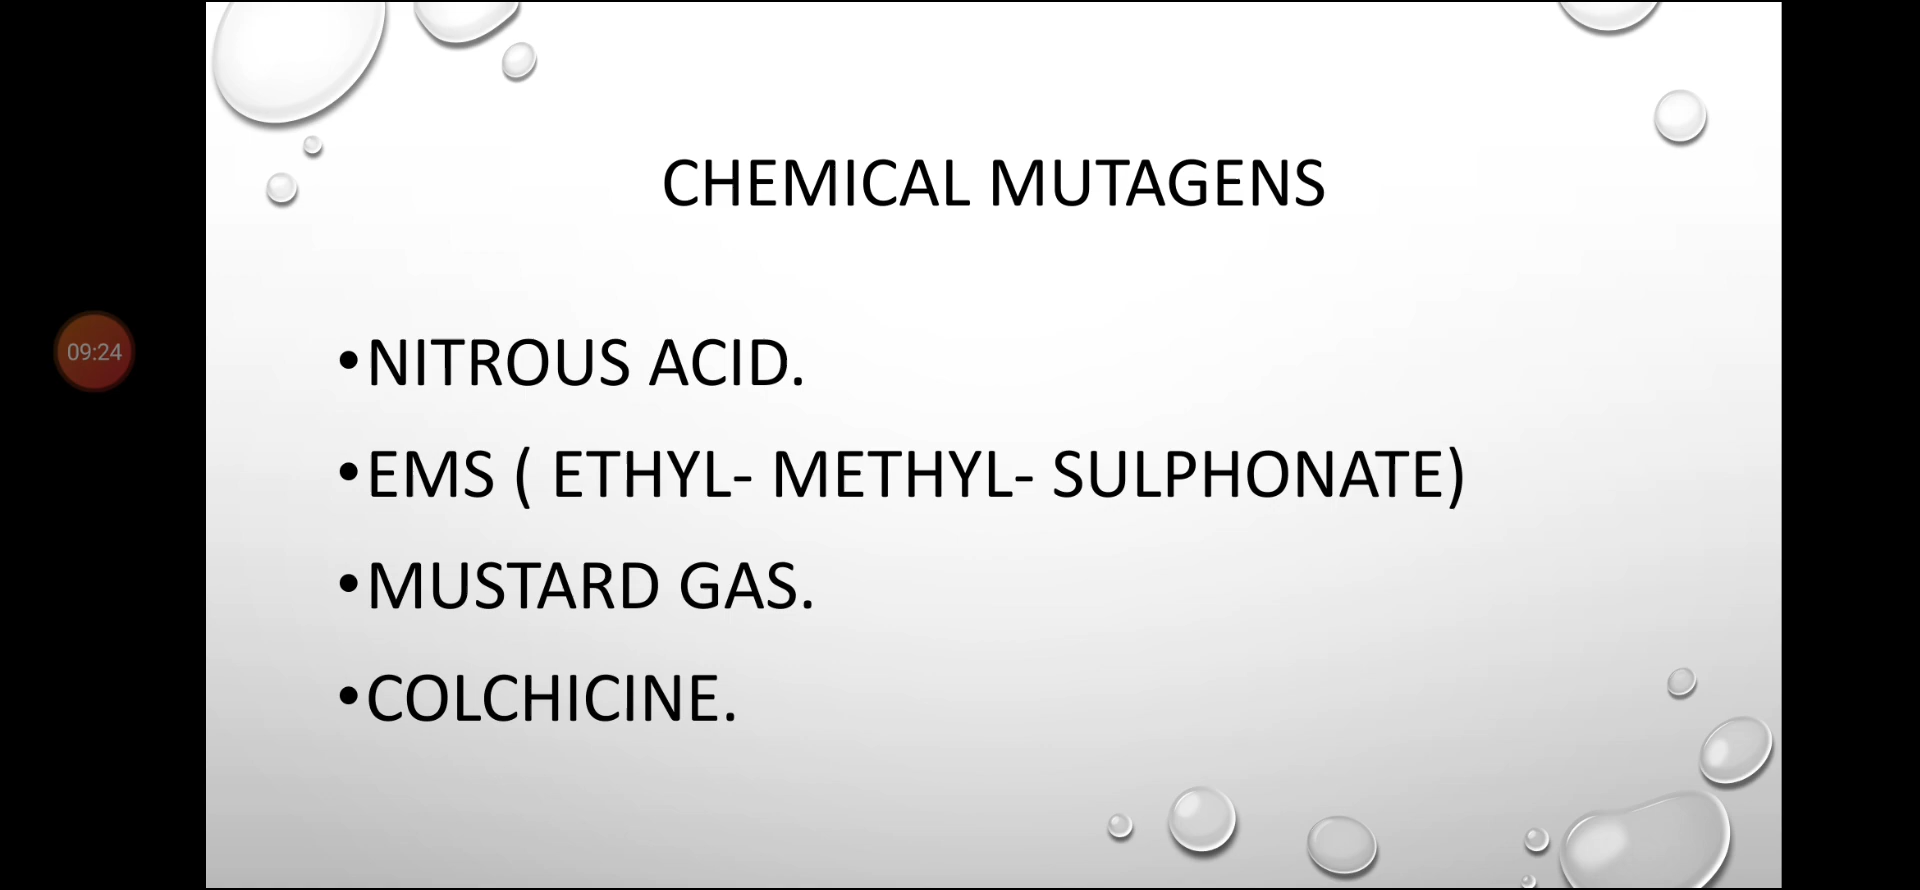 CHEMICAL MUTAGENS
09:24
•NITROUS ACID.
•EMS ( ETHYL- METHYL- SULPHONATE)
•MUSTARD GAS.
•COLCHICINE.